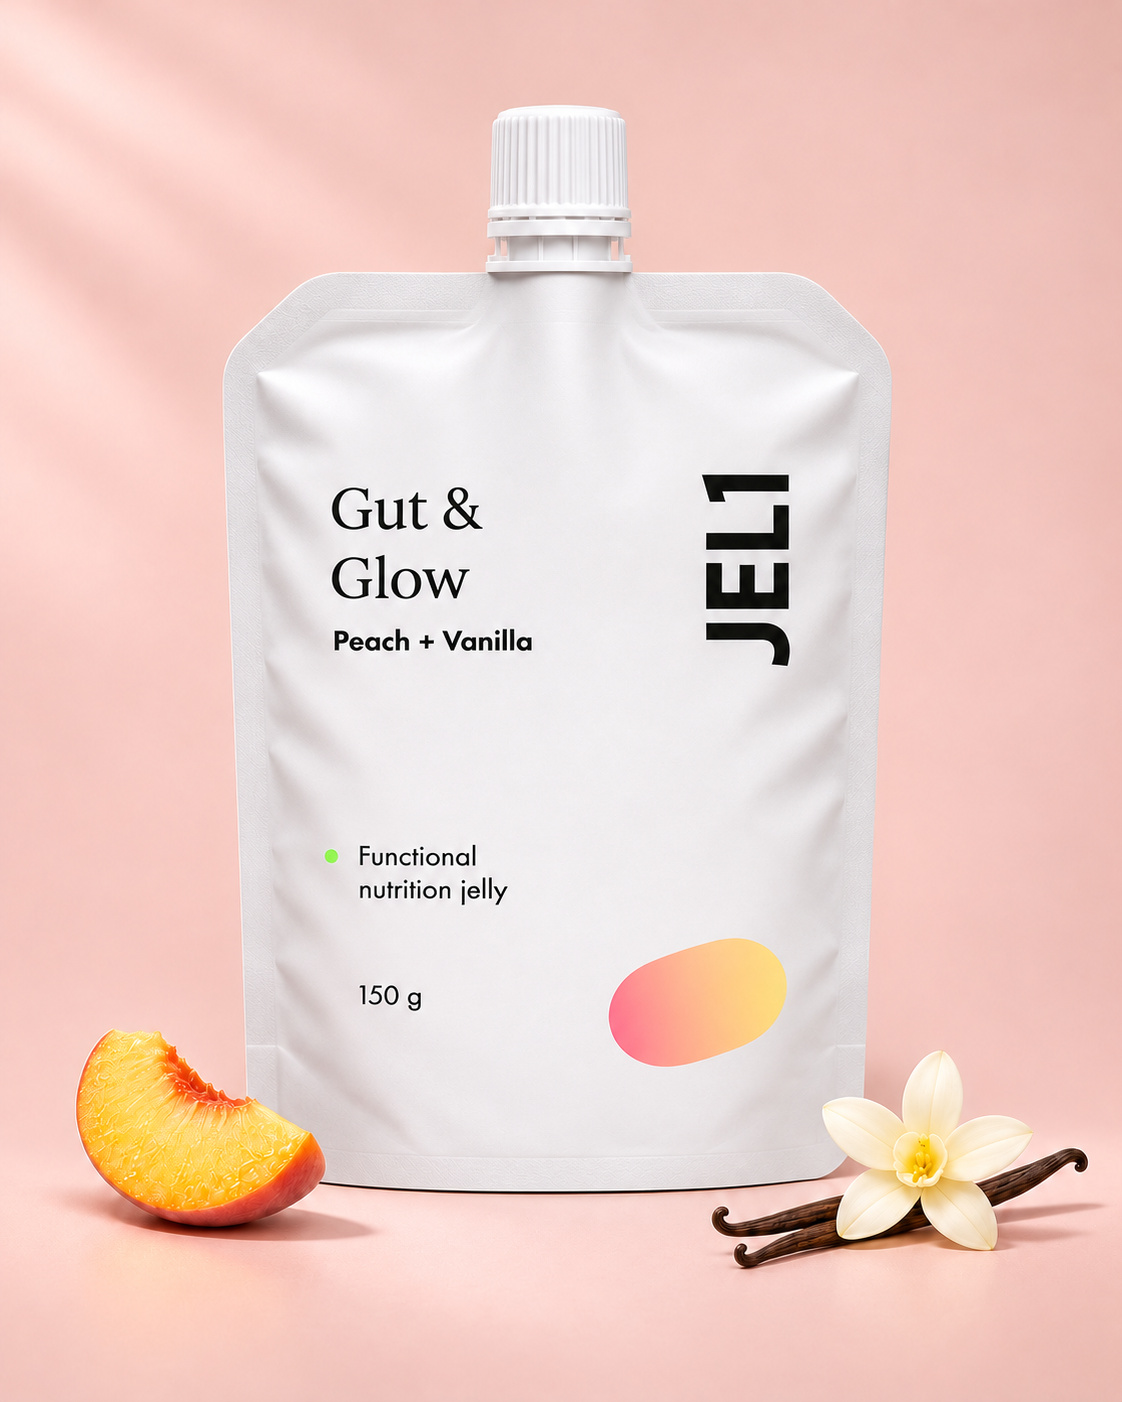 Gut &
Glow
Peach + Vanilla
JEL1
Functional
nutrition jelly
150 g